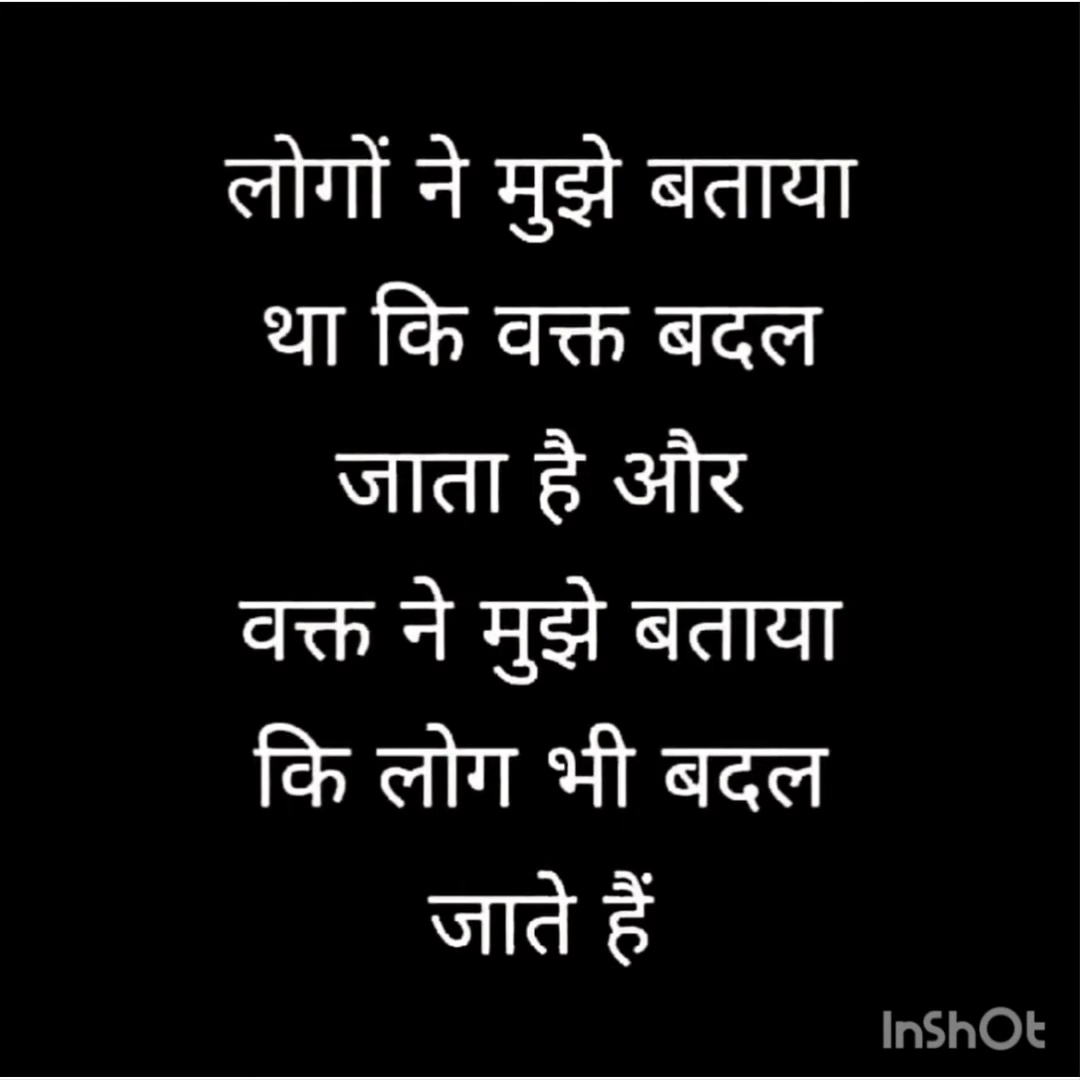 लोगों ने मुझे बताया
था कि वक्त बदल
जाता है और
वक्त ने मुझे बताया
कि लोग भी बदल
जाते हैं
InShOt